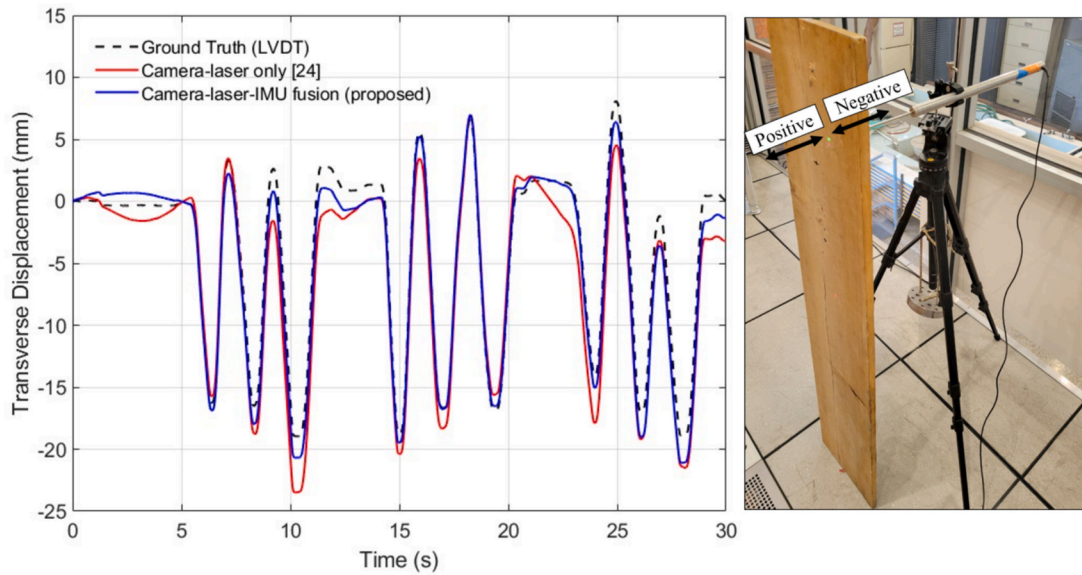 15
10
5
0
-5
-10
-15
-20
-25
Transverse Displacement (mm)
Ground Truth (LVDT)
Camera-laser only [24]
Camera-laser-IMU fusion (proposed)
0 5 10 15 20 25 30
Time (s)
Negative
Positive